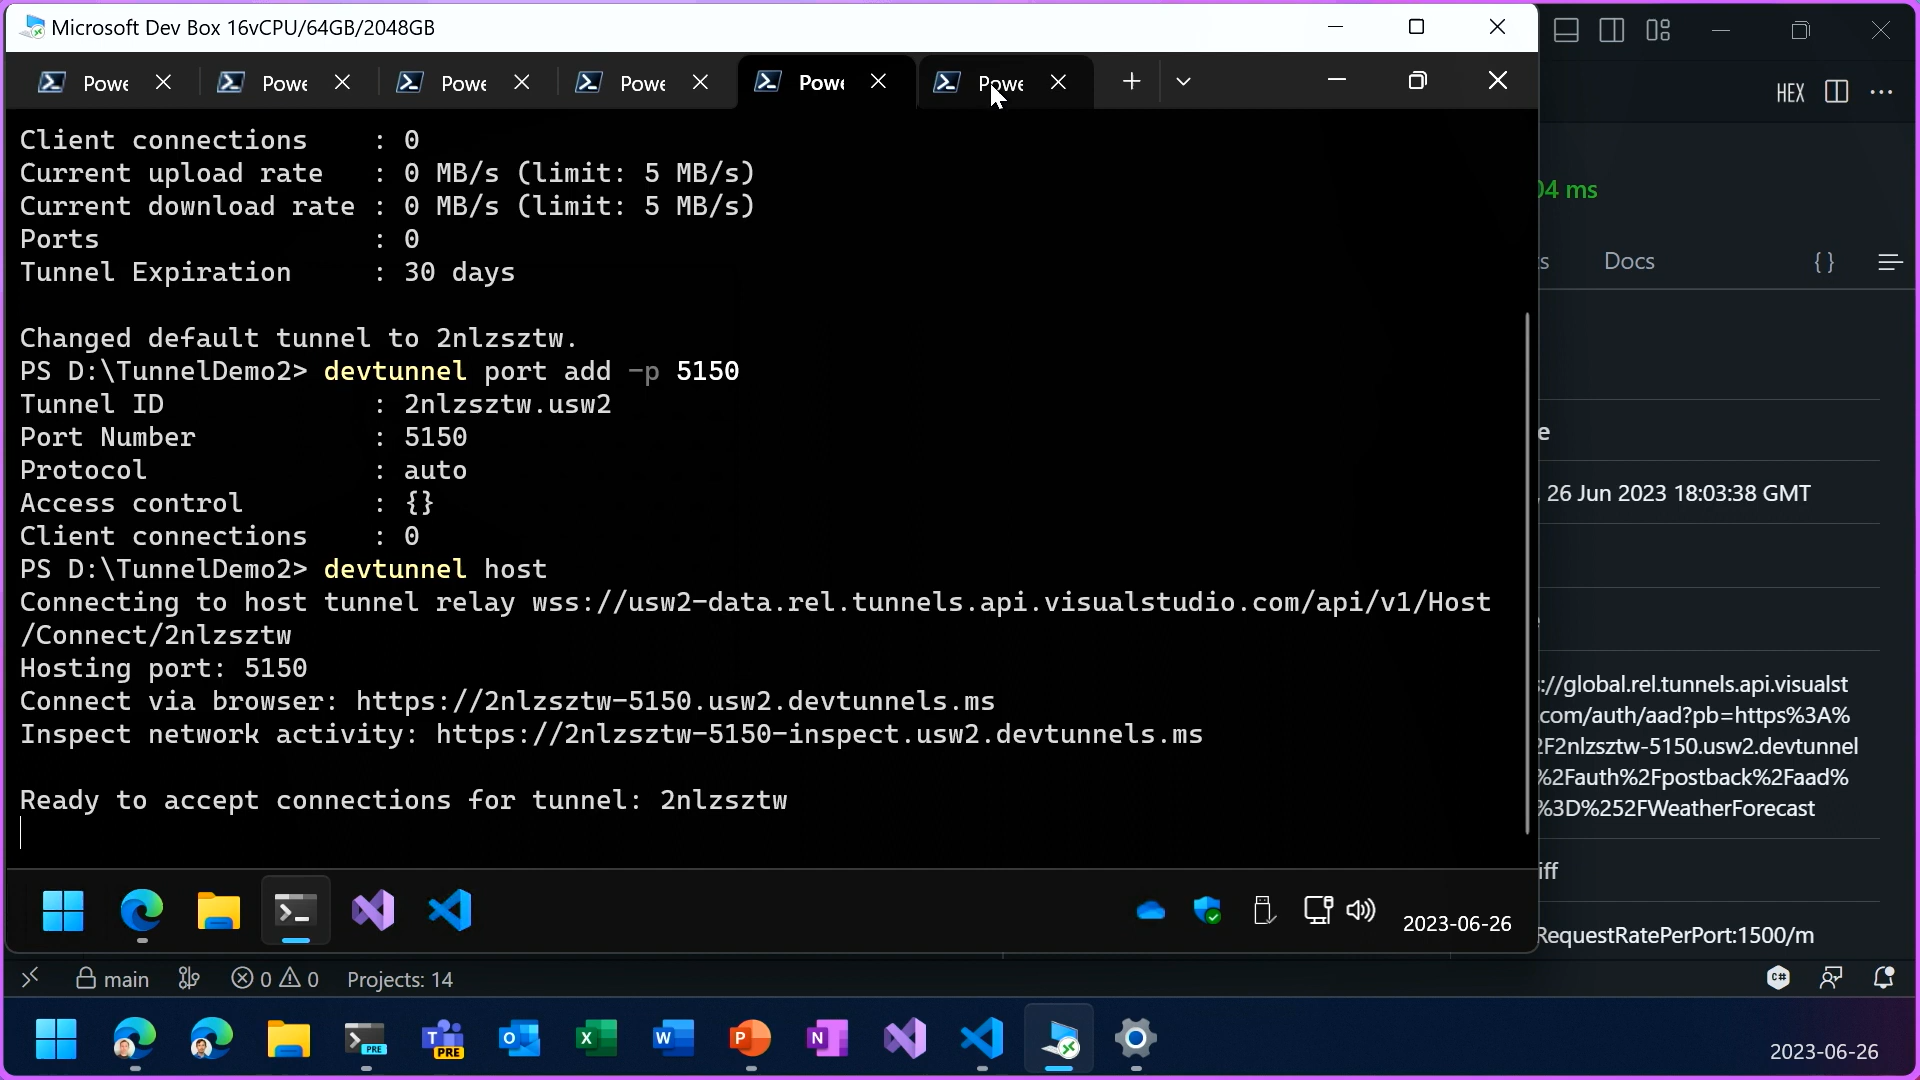 Microsoft Dev Box 16vCPU/64GB/2048GB
Powe Powe Powe Powe Powe Powe
HEX
Client connections : 0
Current upload rate : 0 MB/s (limit: 5 MB/s)
Current download rate : 0 MB/s (limit: 5 MB/s)
Ports : 0
Tunnel Expiration : 30 days
Changed default tunnel to 2nlzsztw.
PS D:\TunnelDemo2> devtunnel port add -p 5150
Tunnel ID : 2nlzsztw.usw2
Port Number : 5150
Protocol : auto
Access control : {}
Client connections : 0
PS D:\TunnelDemo2> devtunnel host
Connecting to host tunnel relay wss://usw2-data.rel.tunnels.api.visualstudio.com/api/v1/Host
/Connect/2nlzsztw
Hosting port: 5150
Connect via browser: https://2nlzsztw-5150.usw2.devtunnels.ms
Inspect network activity: https://2nlzsztw-5150-inspect.usw2.devtunnels.ms
Ready to accept connections for tunnel: 2nlzsztw
2023-06-26
04 ms
s Docs {}
e
, 26 Jun 2023 18:03:38 GMT
://global.rel.tunnels.api.visualst
.com/auth/aad?pb=https%3A%
2F2nlzsztw-5150.usw2.devtunnel
%2Fauth%2Fpostback%2Faad%
%3D%252FWeatherForecast
iff
RequestRatePerPort:1500/m
main 0 0 Projects: 14
C#
PRE
T PRE
O
X
W
P
N
2023-06-26